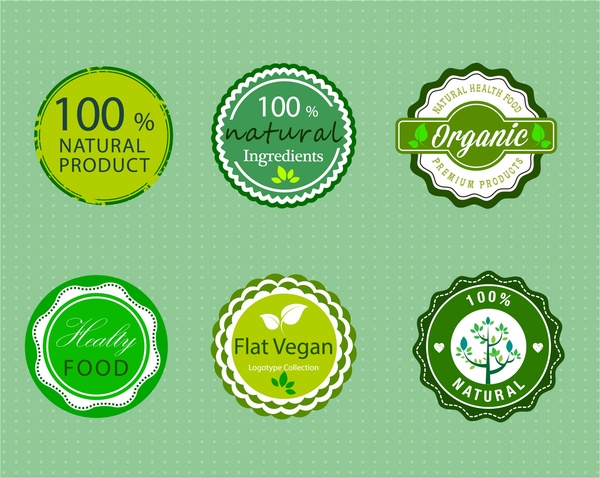 100 %
NATURAL
PRODUCT
100 %
natural
Ingredients
NATURAL HEALTH FOOD
Organic
PREMIUM PRODUCTS
Healty
FOOD
Flat Vegan
Logotype Collection
100%
NATURAL